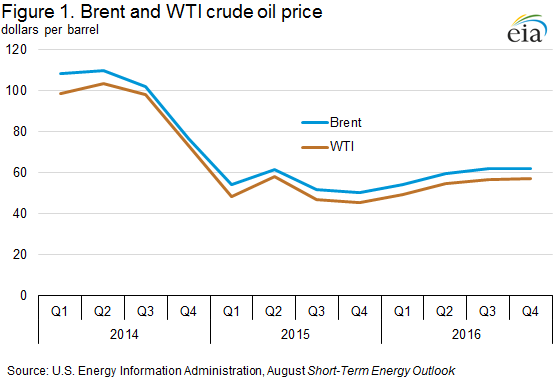 Figure 1. Brent and WTI crude oil price
dollars per barrel
eia
120
100
80
60
40
20
0
Brent
WTI
Q1 Q2 Q3 Q4 Q1 Q2 Q3 Q4 Q1 Q2 Q3 Q4
2014 2015 2016
Source: U.S. Energy Information Administration, August Short-Term Energy Outlook